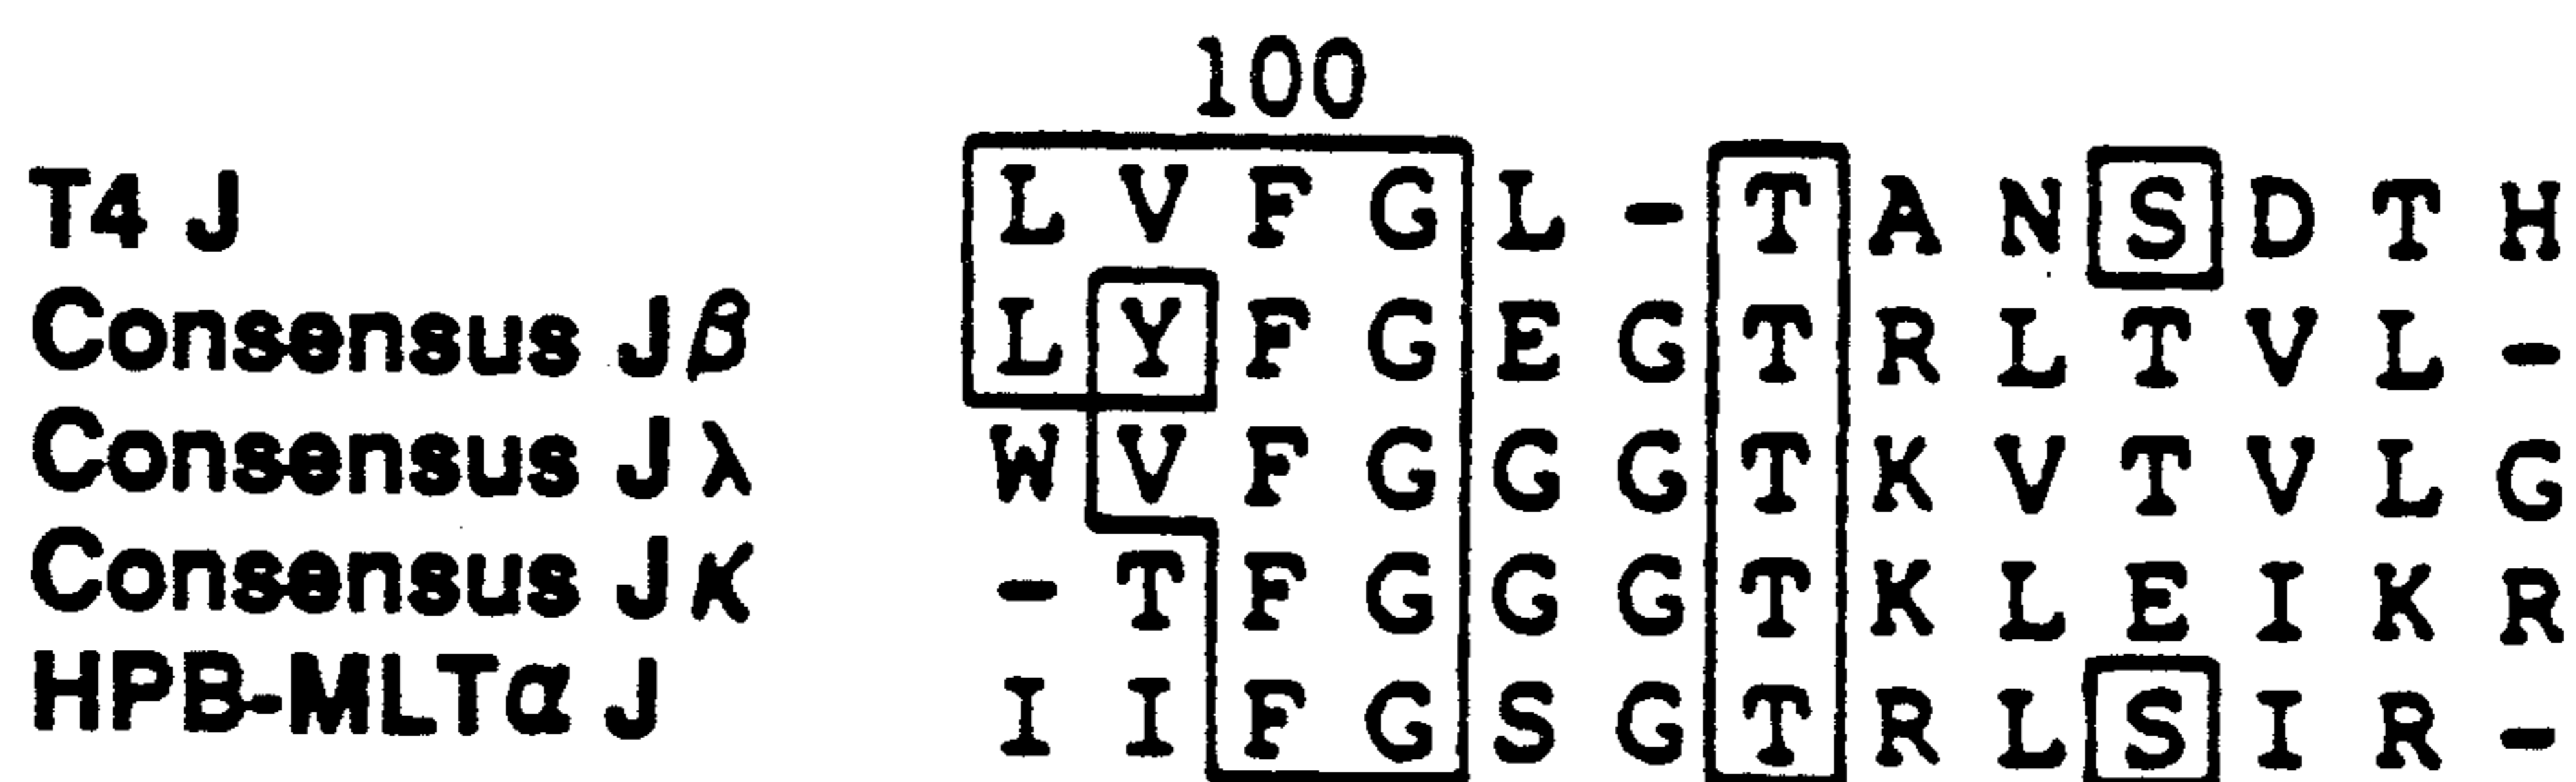 100
T4 J L V F G L - T A N S D T H
Consensus Jβ L Y F G E G T R L T V L -
Consensus Jλ W V F G G G T K V T V L G
Consensus Jκ - T F G G G T K L E I K R
HPB-MLTα J I I F G S G T R L S I R -